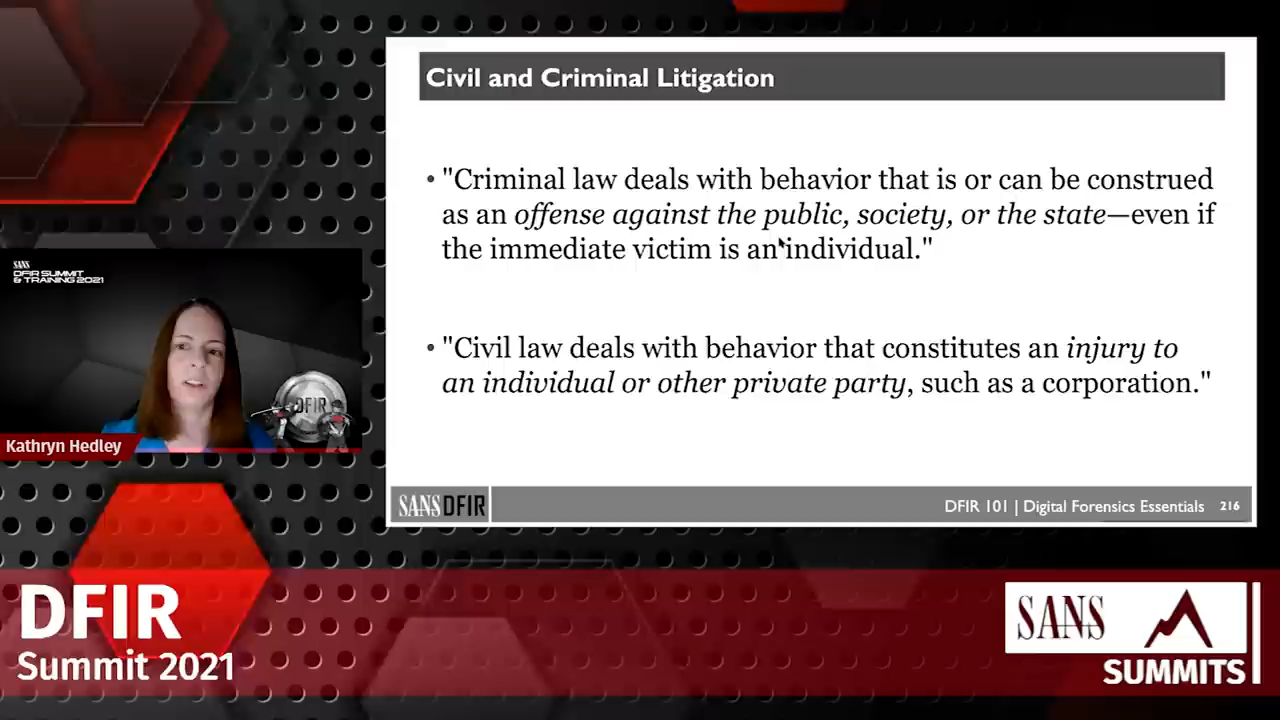 Civil and Criminal Litigation
• "Criminal law deals with behavior that is or can be construed
as an offense against the public, society, or the state—even if
the immediate victim is an individual."
• "Civil law deals with behavior that constitutes an injury to
an individual or other private party, such as a corporation."
SANS DFIR
DFIR 101 | Digital Forensics Essentials 216
SANS
DFIR SUMMIT
& TRAINING 2021
DFIR
Kathryn Hedley
DFIR
Summit 2021
SANS
SUMMITS